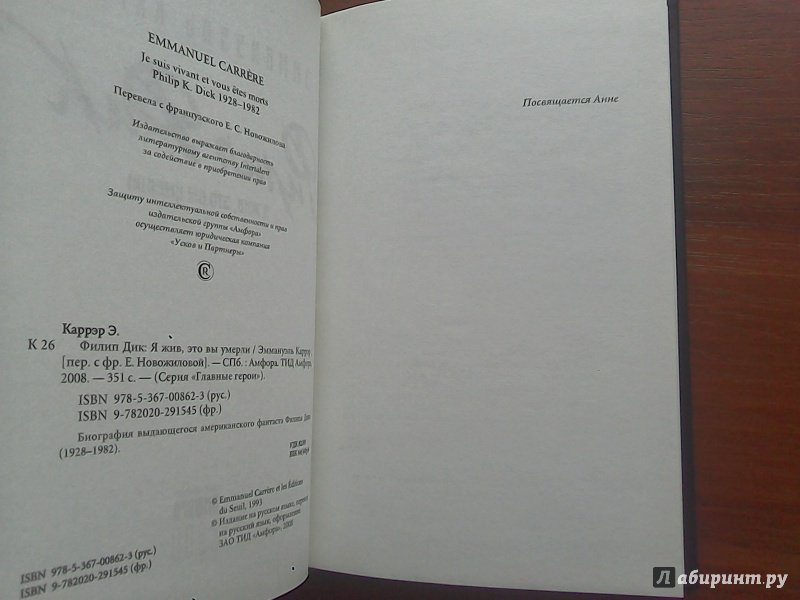 EMMANUEL CARRÈRE
Je suis vivant et vous êtes morts
Philip K. Dick 1928–1982
Перевела с французского Е. С. Новожилова
Издательство выражает благодарность
литературному агентству Intertalent
за содействие в приобретении прав
Защиту интеллектуальной собственности и прав
издательской группы «Амфора»
осуществляет юридическая компания
«Усков и Партнеры»
Каррэр Э.
К 26 Филип Дик: Я жив, это вы умерли / Эммануэль Каррэр
[пер. с фр. Е. Новожиловой]. — СПб. : Амфора. ТИД Амфора,
2008. — 351 с. — (Серия «Главные герои»).
ISBN 978-5-367-00862-3 (рус.)
ISBN 9-782020-291545 (фр.)
Биография выдающегося американского фантаста Филипа Дика
(1928–1982).
© Emmanuel Carrère et les Éditions
du Seuil, 1993
© Издание на русском языке, перевод
на русский язык, оформление.
ЗАО ТИД «Амфора», 2008
ISBN 978-5-367-00862-3 (рус.)
ISBN 9-782020-291545 (фр.)
Посвящается Анне
Лабиринт.ру